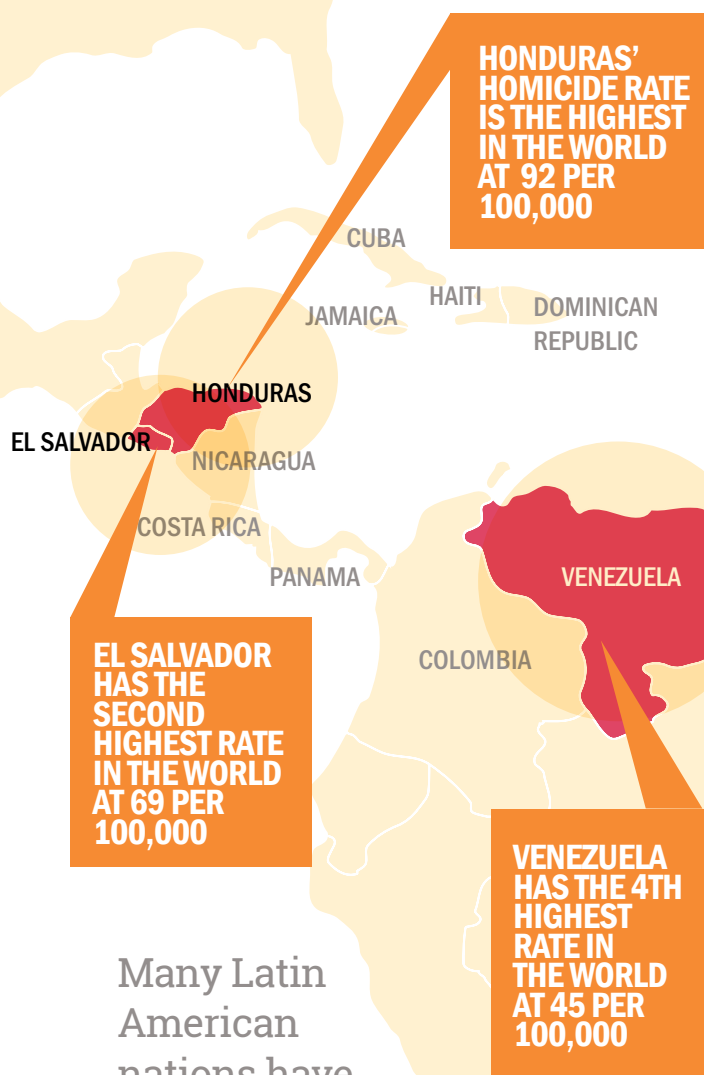 HONDURAS'
HOMICIDE RATE
IS THE HIGHEST
IN THE WORLD
AT 92 PER
100,000
CUBA
HAITI
JAMAICA
DOMINICAN
REPUBLIC
HONDURAS
EL SALVADOR
NICARAGUA
COSTA RICA
PANAMA
VENEZUELA
COLOMBIA
EL SALVADOR
HAS THE
SECOND
HIGHEST RATE
IN THE WORLD
AT 69 PER
100,000
VENEZUELA
HAS THE 4TH
HIGHEST
RATE IN
THE WORLD
AT 45 PER
100,000
Many Latin
American
nations have